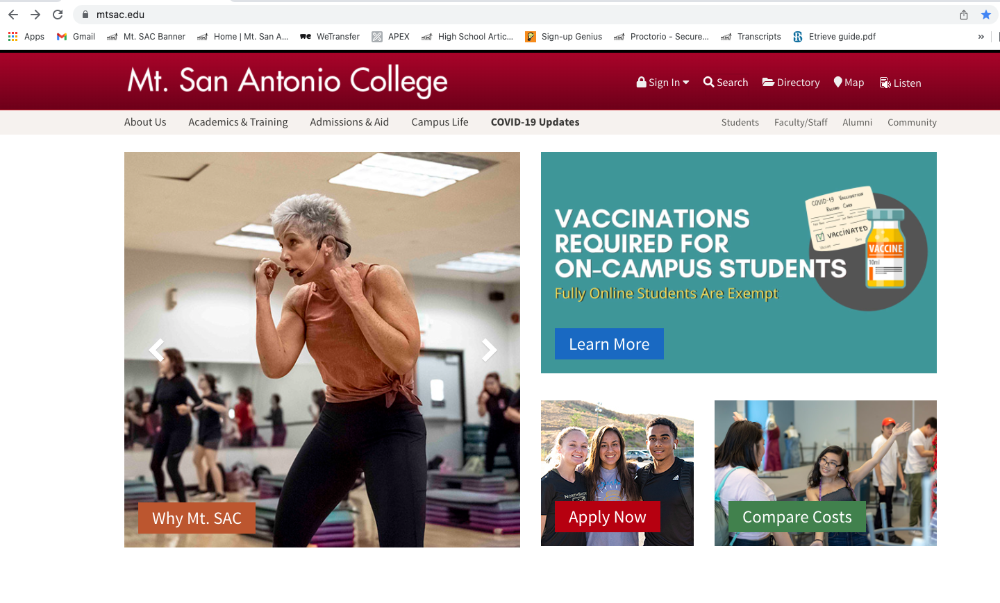 mtsac.edu
Apps Gmail Mt. SAC Banner Home | Mt. San A... WeTransfer APEX High School Artic... Sign-up Genius Proctorio - Secure... Transcripts Etrieve guide.pdf »
Mt. San Antonio College
Sign In Search Directory Map Listen
About Us Academics & Training Admissions & Aid Campus Life COVID-19 Updates
Students Faculty/Staff Alumni Community
VACCINATIONS
REQUIRED FOR
ON-CAMPUS STUDENTS
Fully Online Students Are Exempt
COVID-19 VACCINATION
RECORD CARD
VACCINATED
VACCINE
10ml
Learn More
Why Mt. SAC
NORTHSHORE
Apply Now
Compare Costs